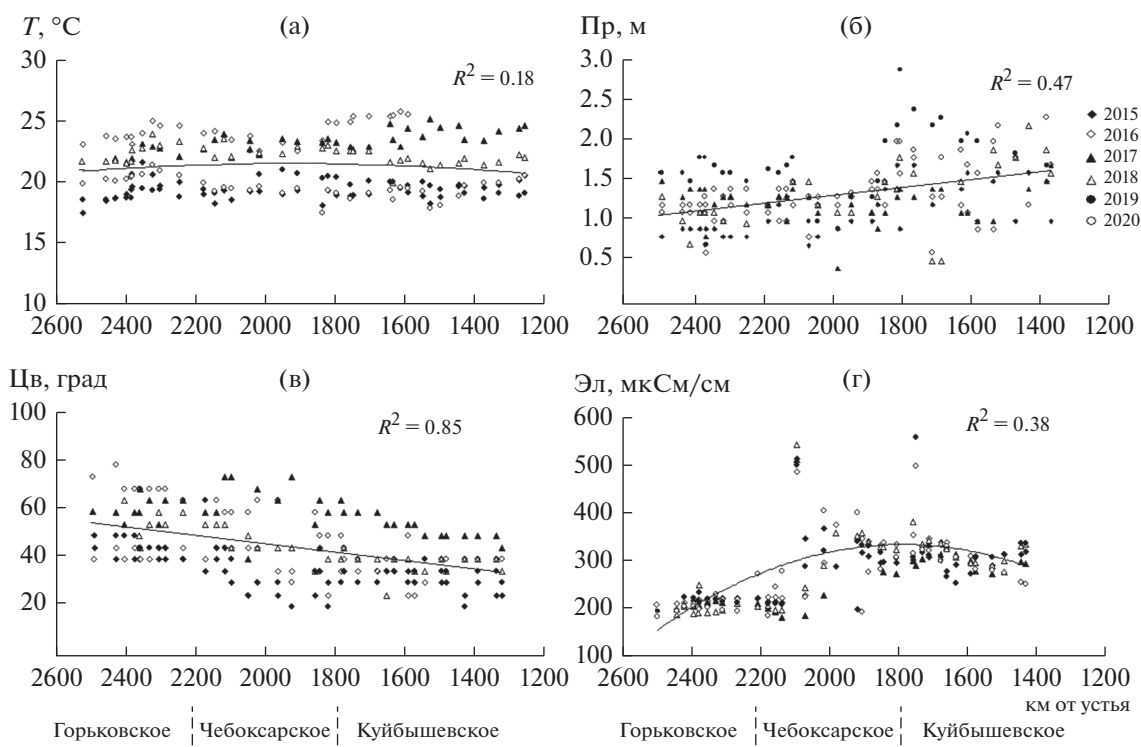 T, °C (а)
30
25
20
15
10
2600 2400 2200 2000 1800 1600 1400 1200
R² = 0.18
Пр, м (б)
3.0
2.5
2.0
1.5
1.0
0.5
2600 2400 2200 2000 1800 1600 1400 1200
R² = 0.47
2015
2016
2017
2018
2019
2020
Цв, град (в)
100
80
60
40
20
2600 2400 2200 2000 1800 1600 1400 1200
R² = 0.85
Горьковское Чебоксарское Куйбышевское
Эл, мкСм/см (г)
600
500
400
300
200
100
2600 2400 2200 2000 1800 1600 1400 1200
R² = 0.38
км от устья
Горьковское Чебоксарское Куйбышевское